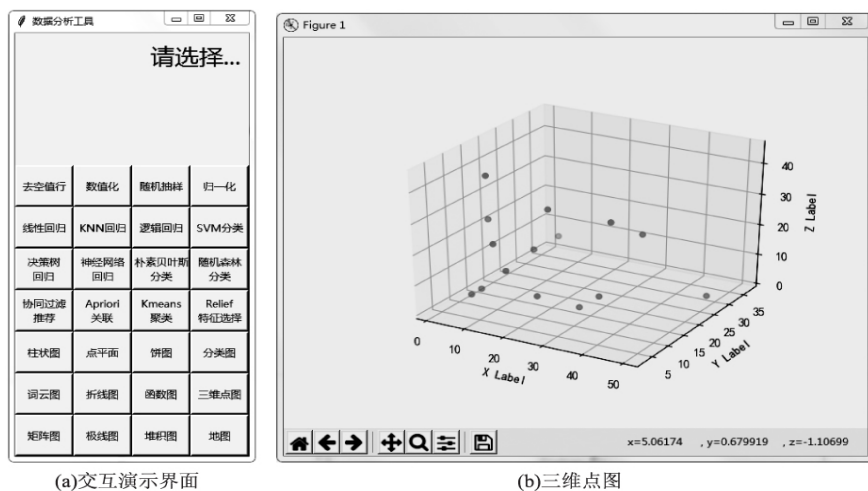 数据分析工具
请选择...
去空值行 数值化 随机抽样 归一化
线性回归 KNN回归 逻辑回归 SVM分类
决策树 神经网络 朴素贝叶斯 随机森林
回归 回归 分类 分类
协同过滤 Apriori Kmeans Relief
推荐 关联 聚类 特征选择
柱状图 点平面 饼图 分类图
词云图 折线图 函数图 三维点图
矩阵图 极线图 堆积图 地图
(a)交互演示界面
Figure 1
40
30
20
10
0
Z Label
0 10 20 30 40 50
X Label
5 10 15 20 25 30 35
Y Label
x=5.06174 , y=0.679919 , z=-1.10699
(b)三维点图